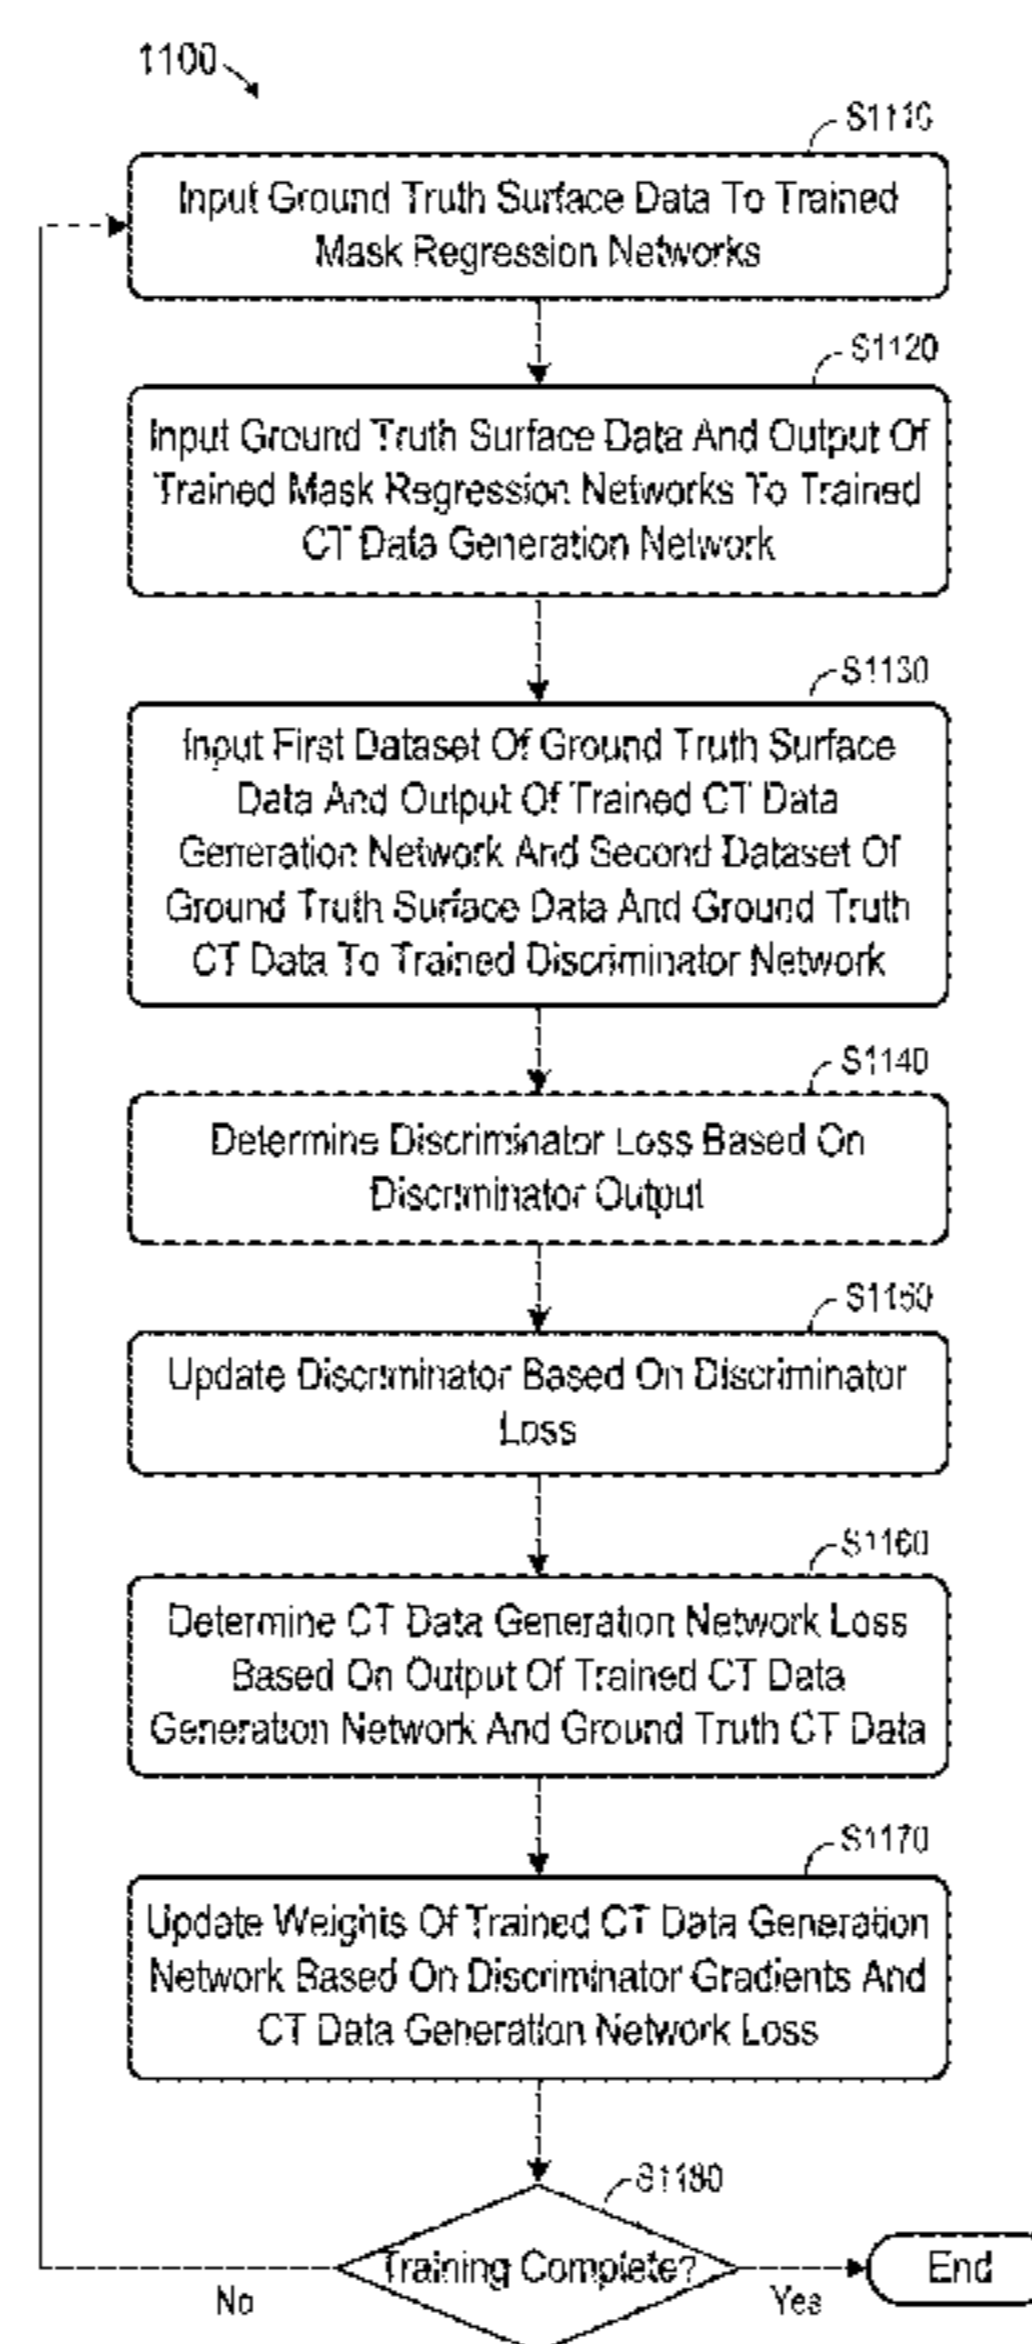 1100
S1110
Input Ground Truth Surface Data To Trained
Mask Regression Networks
S1120
Input Ground Truth Surface Data And Output Of
Trained Mask Regression Networks To Trained
CT Data Generation Network
S1130
Input First Dataset Of Ground Truth Surface
Data And Output Of Trained CT Data
Generation Network And Second Dataset Of
Ground Truth Surface Data And Ground Truth
CT Data To Trained Discriminator Network
S1140
Determine Discriminator Loss Based On
Discriminator Output
S1150
Update Discriminator Based On Discriminator
Loss
S1160
Determine CT Data Generation Network Loss
Based On Output Of Trained CT Data
Generation Network And Ground Truth CT Data
S1170
Update Weights Of Trained CT Data Generation
Network Based On Discriminator Gradients And
CT Data Generation Network Loss
S1180
Training Complete?
End
No
Yes